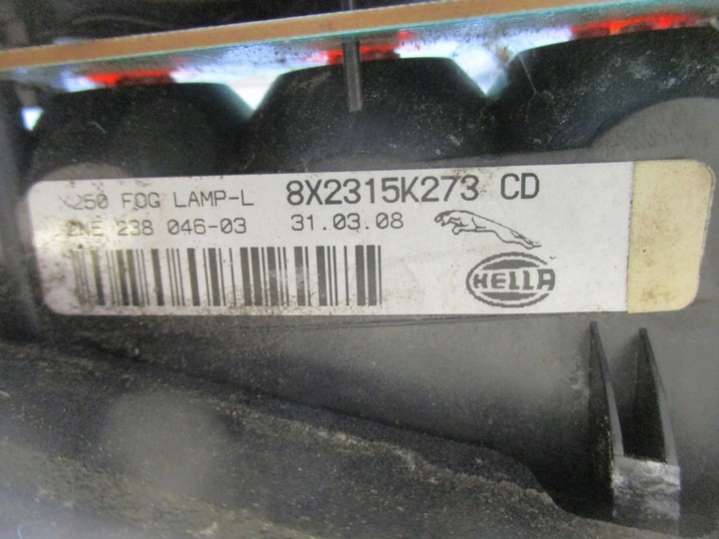 X250 FOG LAMP-L 8X2315K273 CD
2NE 238 046-03 31.03.08
HELLA